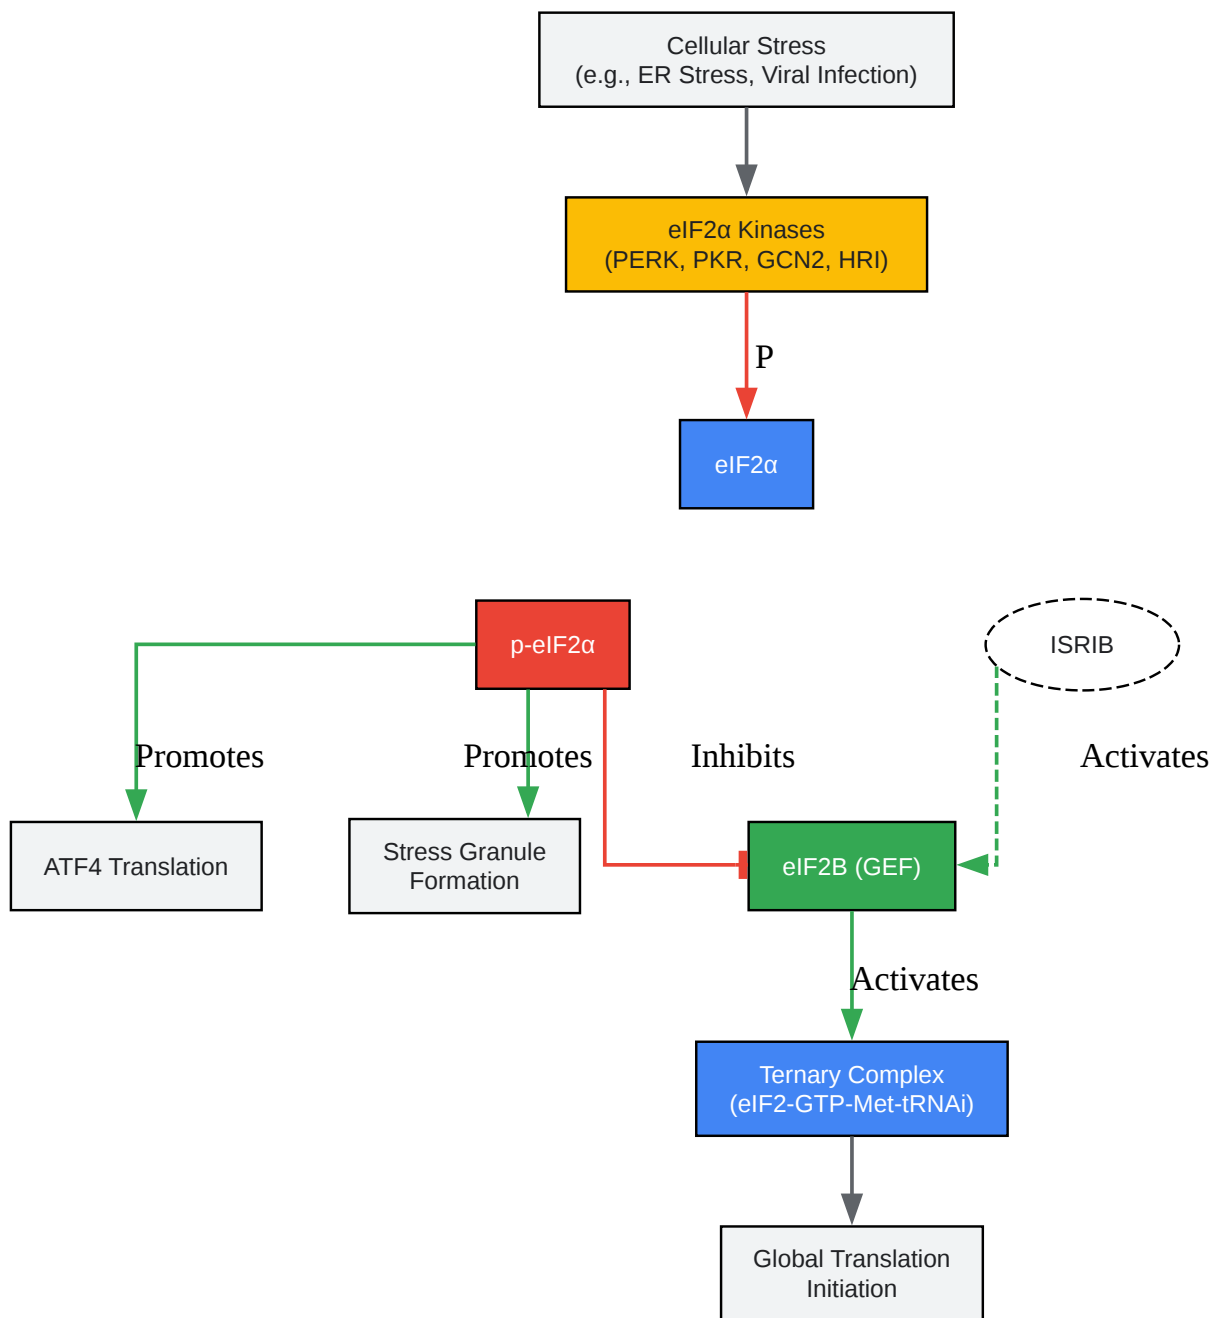 Cellular Stress
(e.g., ER Stress, Viral Infection)
eIF2α Kinases
(PERK, PKR, GCN2, HRI)
P
eIF2α
p-eIF2α
ISRIB
Promotes
Promotes
Inhibits
Activates
ATF4 Translation
Stress Granule
Formation
eIF2B (GEF)
Activates
Ternary Complex
(eIF2-GTP-Met-tRNAi)
Global Translation
Initiation